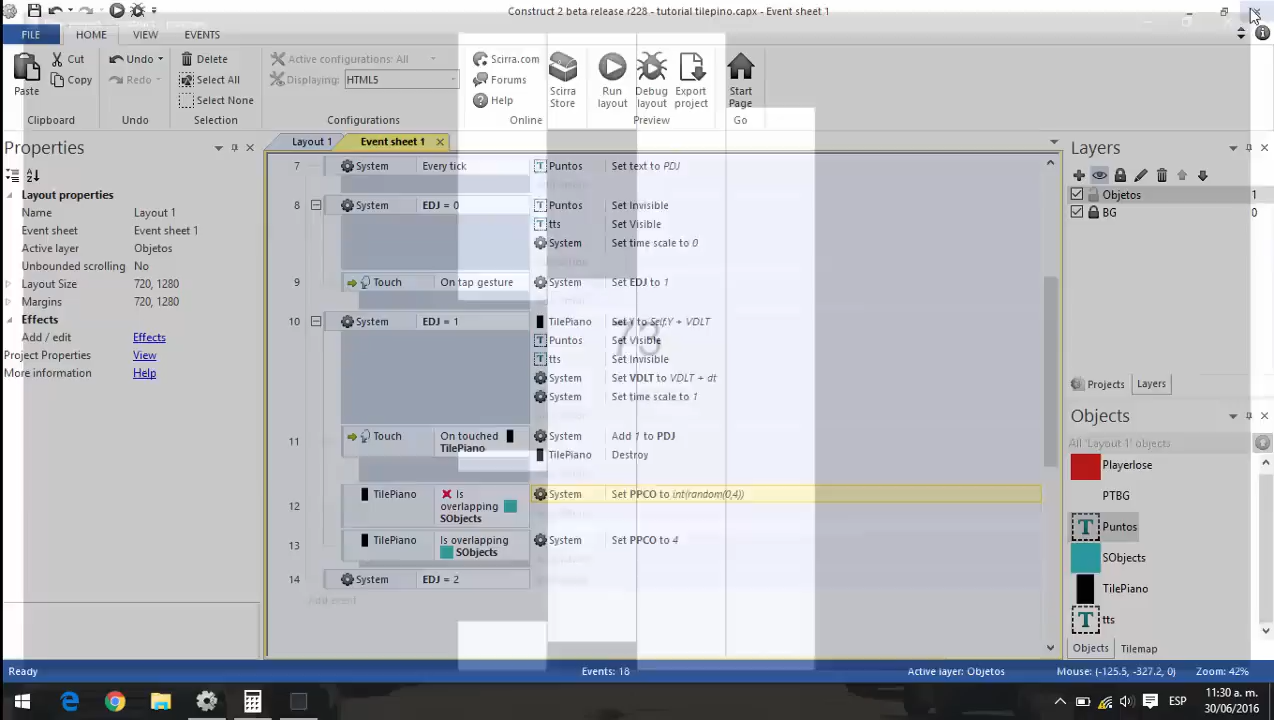 Construct 2 beta release r228 - tutorial tilepino.capx - Event sheet 1
FILE HOME VIEW EVENTS
Paste Cut Copy
Clipboard
Undo Redo
Undo
Delete Select All Select None
Selection
Active configurations: All
Displaying: HTML5
Configurations
Scirra.com Forums Help
Online
Scirra Store
Run layout Debug layout Export project
Preview
Start Page
Go
Properties
Layout properties
Name Layout 1
Event sheet Event sheet 1
Active layer Objetos
Unbounded scrolling No
Layout Size 720, 1280
Margins 720, 1280
Effects
Add / edit Effects
Project Properties View
More information Help
Layout 1 Event sheet 1
7 System Every tick Puntos Set text to PDJ
8 System EDJ = 0 Puntos Set Invisible
tts Set Visible
System Set time scale to 0
9 Touch On tap gesture System Set EDJ to 1
10 System EDJ = 1 TilePiano Set Y to Self.Y + VDLT
73
Puntos Set Visible
tts Set Invisible
System Set VDLT to VDLT + dt
System Set time scale to 1
11 Touch On touched TilePiano System Add 1 to PDJ
TilePiano Destroy
12 TilePiano Is overlapping SObjects System Set PPCO to int(random(0,4))
13 TilePiano Is overlapping SObjects System Set PPCO to 4
14 System EDJ = 2
Add event
Layers
Objetos 1
BG 0
Projects Layers
Objects
All 'Layout 1' objects
Playerlose
PTBG
Puntos
SObjects
TilePiano
tts
Objects Tilemap
Ready Events: 18 Active layer: Objetos Mouse: (-125.5, -327.2, 0) Zoom: 42%
ESP 11:30 a. m.
30/06/2016